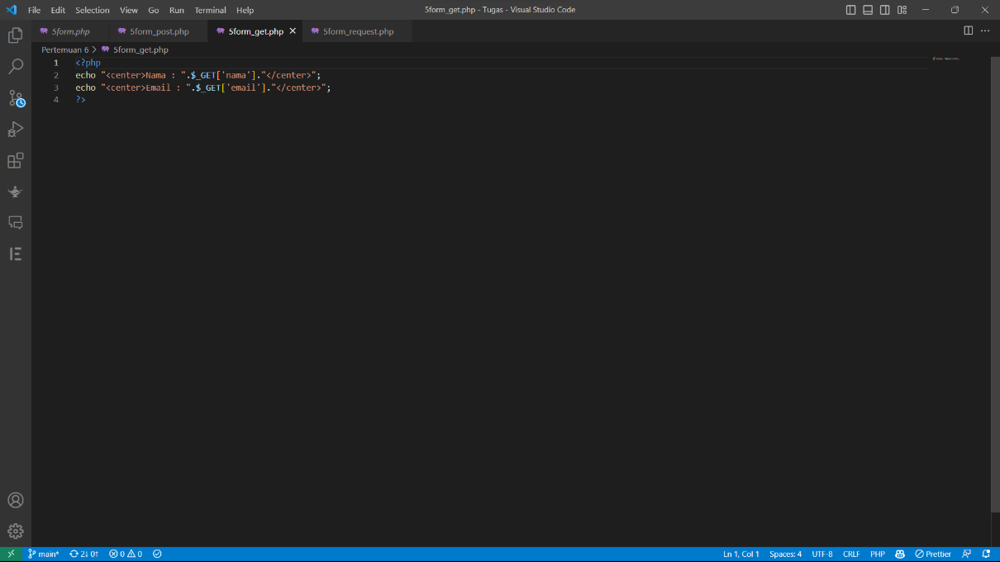 File Edit Selection View Go Run Terminal Help
5form_get.php - Tugas - Visual Studio Code
5form.php
5form_post.php
5form_get.php
5form_request.php
Pertemuan 6 > 5form_get.php
1 <?php
2 echo "<center>Nama : ".$_GET['nama']."</center>";
3 echo "<center>Email : ".$_GET['email']."</center>";
4 ?>
main* 2↓ 0↑ 0 0
Ln 1, Col 1 Spaces: 4 UTF-8 CRLF PHP Prettier